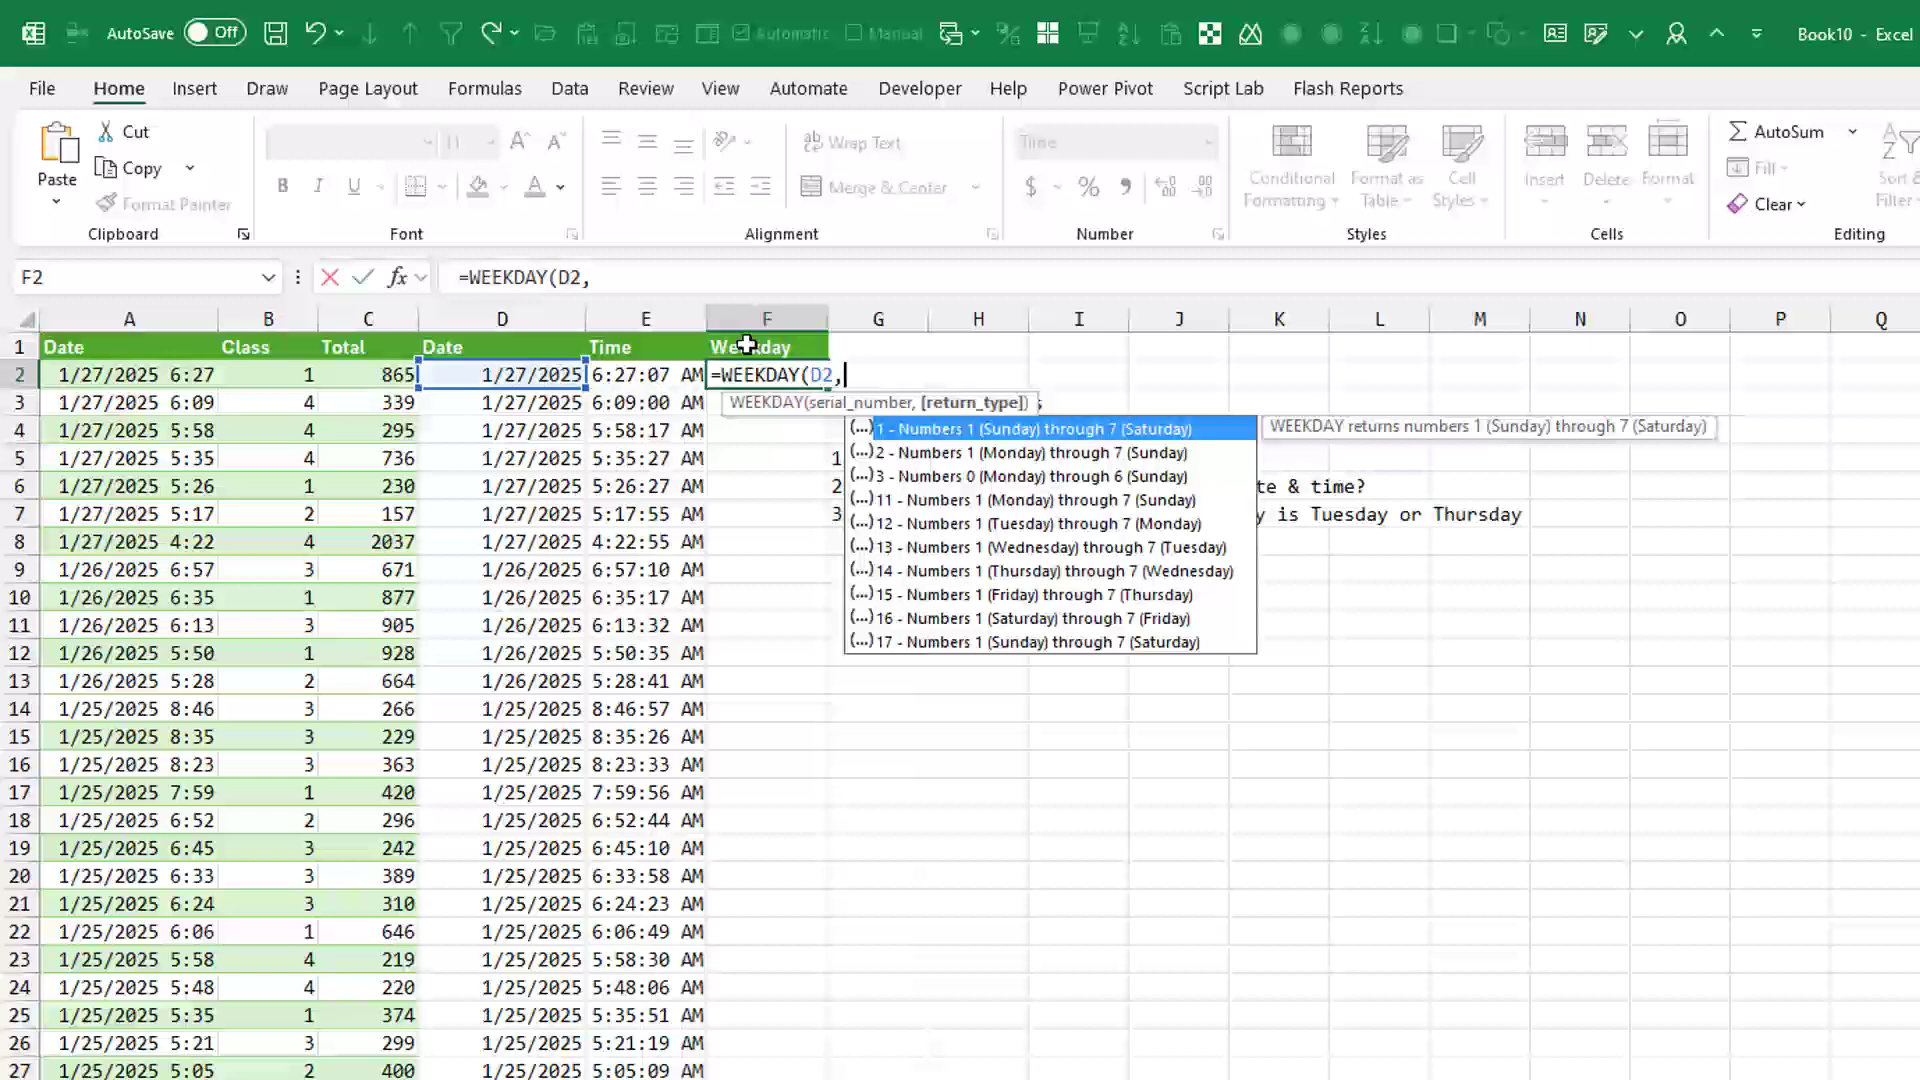 AutoSave Off Automatic Manual Book10 - Excel
File Home Insert Draw Page Layout Formulas Data Review View Automate Developer Help Power Pivot Script Lab Flash Reports
Paste Cut Copy Format Painter Clipboard
11 B I U Font
Wrap Text Merge & Center Alignment
Time $ % Number
Conditional Formatting Format as Table Cell Styles Styles
Insert Delete Format Cells
AutoSum Fill Clear Sort & Filter Editing
F2 fx =WEEKDAY(D2,
A B C D E F G H I J K L M N O P Q
1 Date Class Total Date Time Weekday
2 1/27/2025 6:27 1 865 1/27/2025 6:27:07 AM =WEEKDAY(D2,
3 1/27/2025 6:09 4 339 1/27/2025 6:09:00 AM WEEKDAY(serial_number, [return_type])
4 1/27/2025 5:58 4 295 1/27/2025 5:58:17 AM
5 1/27/2025 5:35 4 736 1/27/2025 5:35:27 AM 1
6 1/27/2025 5:26 1 230 1/27/2025 5:26:27 AM 2 & time?
7 1/27/2025 5:17 2 157 1/27/2025 5:17:55 AM 3 is Tuesday or Thursday
8 1/27/2025 4:22 4 2037 1/27/2025 4:22:55 AM
9 1/26/2025 6:57 3 671 1/26/2025 6:57:10 AM
10 1/26/2025 6:35 1 877 1/26/2025 6:35:17 AM
11 1/26/2025 6:13 3 905 1/26/2025 6:13:32 AM
12 1/26/2025 5:50 1 928 1/26/2025 5:50:35 AM
13 1/26/2025 5:28 2 664 1/26/2025 5:28:41 AM
14 1/25/2025 8:46 3 266 1/25/2025 8:46:57 AM
15 1/25/2025 8:35 3 229 1/25/2025 8:35:26 AM
16 1/25/2025 8:23 3 363 1/25/2025 8:23:33 AM
17 1/25/2025 7:59 1 420 1/25/2025 7:59:56 AM
18 1/25/2025 6:52 2 296 1/25/2025 6:52:44 AM
19 1/25/2025 6:45 3 242 1/25/2025 6:45:10 AM
20 1/25/2025 6:33 3 389 1/25/2025 6:33:58 AM
21 1/25/2025 6:24 3 310 1/25/2025 6:24:23 AM
22 1/25/2025 6:06 1 646 1/25/2025 6:06:49 AM
23 1/25/2025 5:58 4 219 1/25/2025 5:58:30 AM
24 1/25/2025 5:48 4 220 1/25/2025 5:48:06 AM
25 1/25/2025 5:35 1 374 1/25/2025 5:35:51 AM
26 1/25/2025 5:21 3 299 1/25/2025 5:21:19 AM
27 1/25/2025 5:05 2 400 1/25/2025 5:05:09 AM
(...) 1 - Numbers 1 (Sunday) through 7 (Saturday)
(...) 2 - Numbers 1 (Monday) through 7 (Sunday)
(...) 3 - Numbers 0 (Monday) through 6 (Sunday)
(...) 11 - Numbers 1 (Monday) through 7 (Sunday)
(...) 12 - Numbers 1 (Tuesday) through 7 (Monday)
(...) 13 - Numbers 1 (Wednesday) through 7 (Tuesday)
(...) 14 - Numbers 1 (Thursday) through 7 (Wednesday)
(...) 15 - Numbers 1 (Friday) through 7 (Thursday)
(...) 16 - Numbers 1 (Saturday) through 7 (Friday)
(...) 17 - Numbers 1 (Sunday) through 7 (Saturday)
WEEKDAY returns numbers 1 (Sunday) through 7 (Saturday)